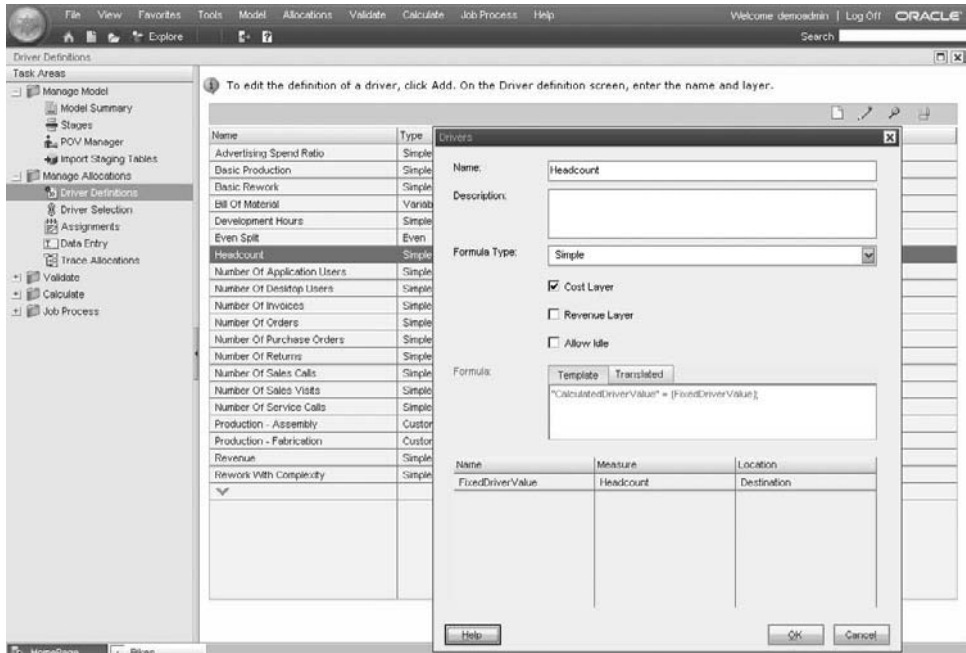 File View Favorites Tools Model Allocations Validate Calculate Job Process Help Welcome demoadmin | Log Off ORACLE
Explore Search
Driver Definitions
Task Areas
Manage Model
Model Summary
Stages
POV Manager
Import Staging Tables
Manage Allocations
Driver Definitions
Driver Selection
Assignments
Data Entry
Trace Allocations
Validate
Calculate
Job Process
To edit the definition of a driver, click Add. On the Driver definition screen, enter the name and layer.
Name Type
Advertising Spend Ratio Simple
Basic Production Simple
Basic Rework Simple
Bill Of Material Variab
Development Hours Simple
Even Split Even
Headcount Simple
Number Of Application Users Simple
Number Of Desktop Users Simple
Number Of Invoices Simple
Number Of Orders Simple
Number Of Purchase Orders Simple
Number Of Returns Simple
Number Of Sales Calls Simple
Number Of Sales Visits Simple
Number Of Service Calls Simple
Production - Assembly Custor
Production - Fabrication Custor
Revenue Simple
Rework With Complexity Simple
Drivers
Name: Headcount
Description:
Formula Type: Simple
Cost Layer
Revenue Layer
Allow Idle
Formula: Template Translated
"CalculatedDriverValue" = {FixedDriverValue};
Name Measure Location
FixedDriverValue Headcount Destination
Help OK Cancel
HomePage Bikes